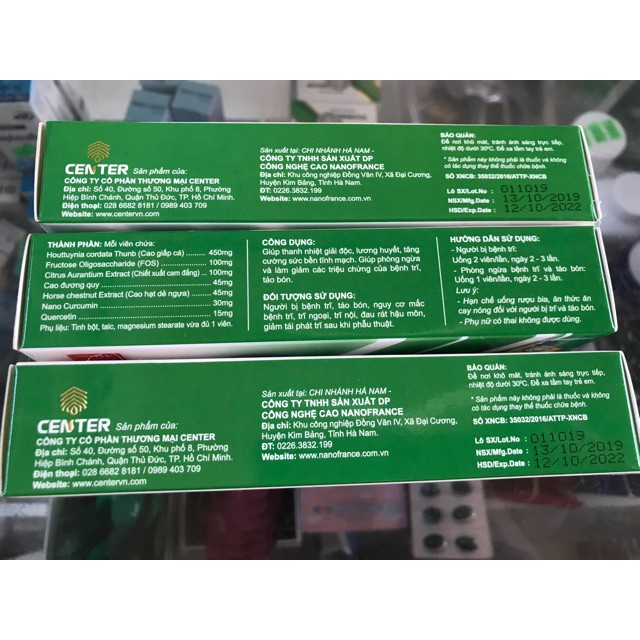 CENTER Sản phẩm của:
CÔNG TY CỔ PHẦN THƯƠNG MẠI CENTER
Địa chỉ: Số 40, Đường số 50, Khu phố 8, Phường
Hiệp Bình Chánh, Quận Thủ Đức, TP. Hồ Chí Minh.
Điện thoại: 028 6682 8181 / 0989 403 709
Website: www.centervn.com
Sản xuất tại: CHI NHÁNH HÀ NAM -
CÔNG TY TNHH SẢN XUẤT DP
CÔNG NGHỆ CAO NANOFRANCE
Địa chỉ: Khu công nghiệp Đồng Văn IV, Xã Đại Cương,
Huyện Kim Bảng, Tỉnh Hà Nam.
ĐT: 0226.3832.199
Website: www.nanofrance.com.vn
BẢO QUẢN:
Để nơi khô mát, tránh ánh sáng trực tiếp,
nhiệt độ dưới 30°C. Để xa tầm tay trẻ em.
* Sản phẩm này không phải là thuốc và không
có tác dụng thay thế thuốc chữa bệnh.
SỐ XNCB: 35032/2016/ATTP-XNCB
Lô SX/Lot.No : 011019
NSX/Mfg.Date : 13/10/2019
HSD/Exp.Date : 12/10/2022
THÀNH PHẦN: Mỗi viên chứa:
Houttuynia cordata Thunb (Cao giấp cá) ... 450mg
Fructose Oligosaccharide (FOS) ... 100mg
Citrus Aurantium Extract (Chiết xuất cam đắng) ... 100mg
Cao đương quy ... 45mg
Horse chestnut Extract (Cao hạt dẻ ngựa) ... 45mg
Nano Curcumin ... 30mg
Quercetin ... 15mg
Phụ liệu: Tinh bột, talc, magnesium stearate vừa đủ 1 viên.
CÔNG DỤNG:
Giúp thanh nhiệt giải độc, lương huyết, tăng
cường sức bền tĩnh mạch. Giúp phòng ngừa
và làm giảm các triệu chứng của bệnh trĩ,
táo bón.
ĐỐI TƯỢNG SỬ DỤNG:
Người bị bệnh trĩ, táo bón, nguy cơ mắc
bệnh trĩ, trĩ ngoại, trĩ nội, đau rát hậu môn,
giảm tái phát trĩ sau khi phẫu thuật.
HƯỚNG DẪN SỬ DỤNG:
- Người bị bệnh trĩ:
Uống 2 viên/lần, ngày 2 - 3 lần.
- Phòng ngừa bệnh trĩ và táo bón:
Uống 1 viên/lần, ngày 2 - 3 lần.
Lưu ý:
- Hạn chế uống rượu bia, ăn thức ăn
cay nóng đối với người bị trĩ và táo bón.
- Phụ nữ có thai không được dùng.
CENTER Sản phẩm của:
CÔNG TY CỔ PHẦN THƯƠNG MẠI CENTER
Địa chỉ: Số 40, Đường số 50, Khu phố 8, Phường
Hiệp Bình Chánh, Quận Thủ Đức, TP. Hồ Chí Minh.
Điện thoại: 028 6682 8181 / 0989 403 709
Website: www.centervn.com
Sản xuất tại: CHI NHÁNH HÀ NAM -
CÔNG TY TNHH SẢN XUẤT DP
CÔNG NGHỆ CAO NANOFRANCE
Địa chỉ: Khu công nghiệp Đồng Văn IV, Xã Đại Cương,
Huyện Kim Bảng, Tỉnh Hà Nam.
ĐT: 0226.3832.199
Website: www.nanofrance.com.vn
BẢO QUẢN:
Để nơi khô mát, tránh ánh sáng trực tiếp,
nhiệt độ dưới 30°C. Để xa tầm tay trẻ em.
* Sản phẩm này không phải là thuốc và không
có tác dụng thay thế thuốc chữa bệnh.
SỐ XNCB: 35032/2016/ATTP-XNCB
Lô SX/Lot.No : 011019
NSX/Mfg.Date : 13/10/2019
HSD/Exp.Date : 12/10/2022